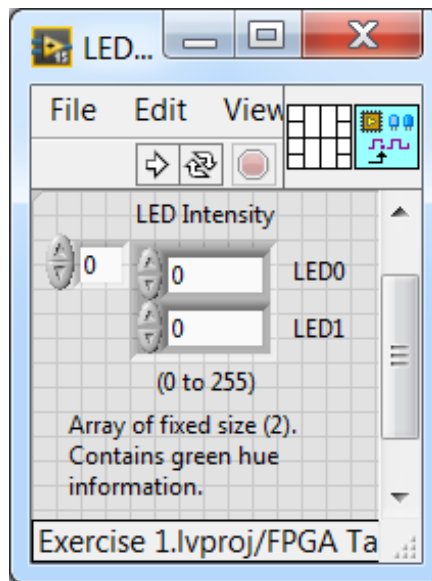 LED...
File Edit View
LED Intensity
0 0 LED0
0 LED1
(0 to 255)
Array of fixed size (2).
Contains green hue
information.
Exercise 1.lvproj/FPGA Ta